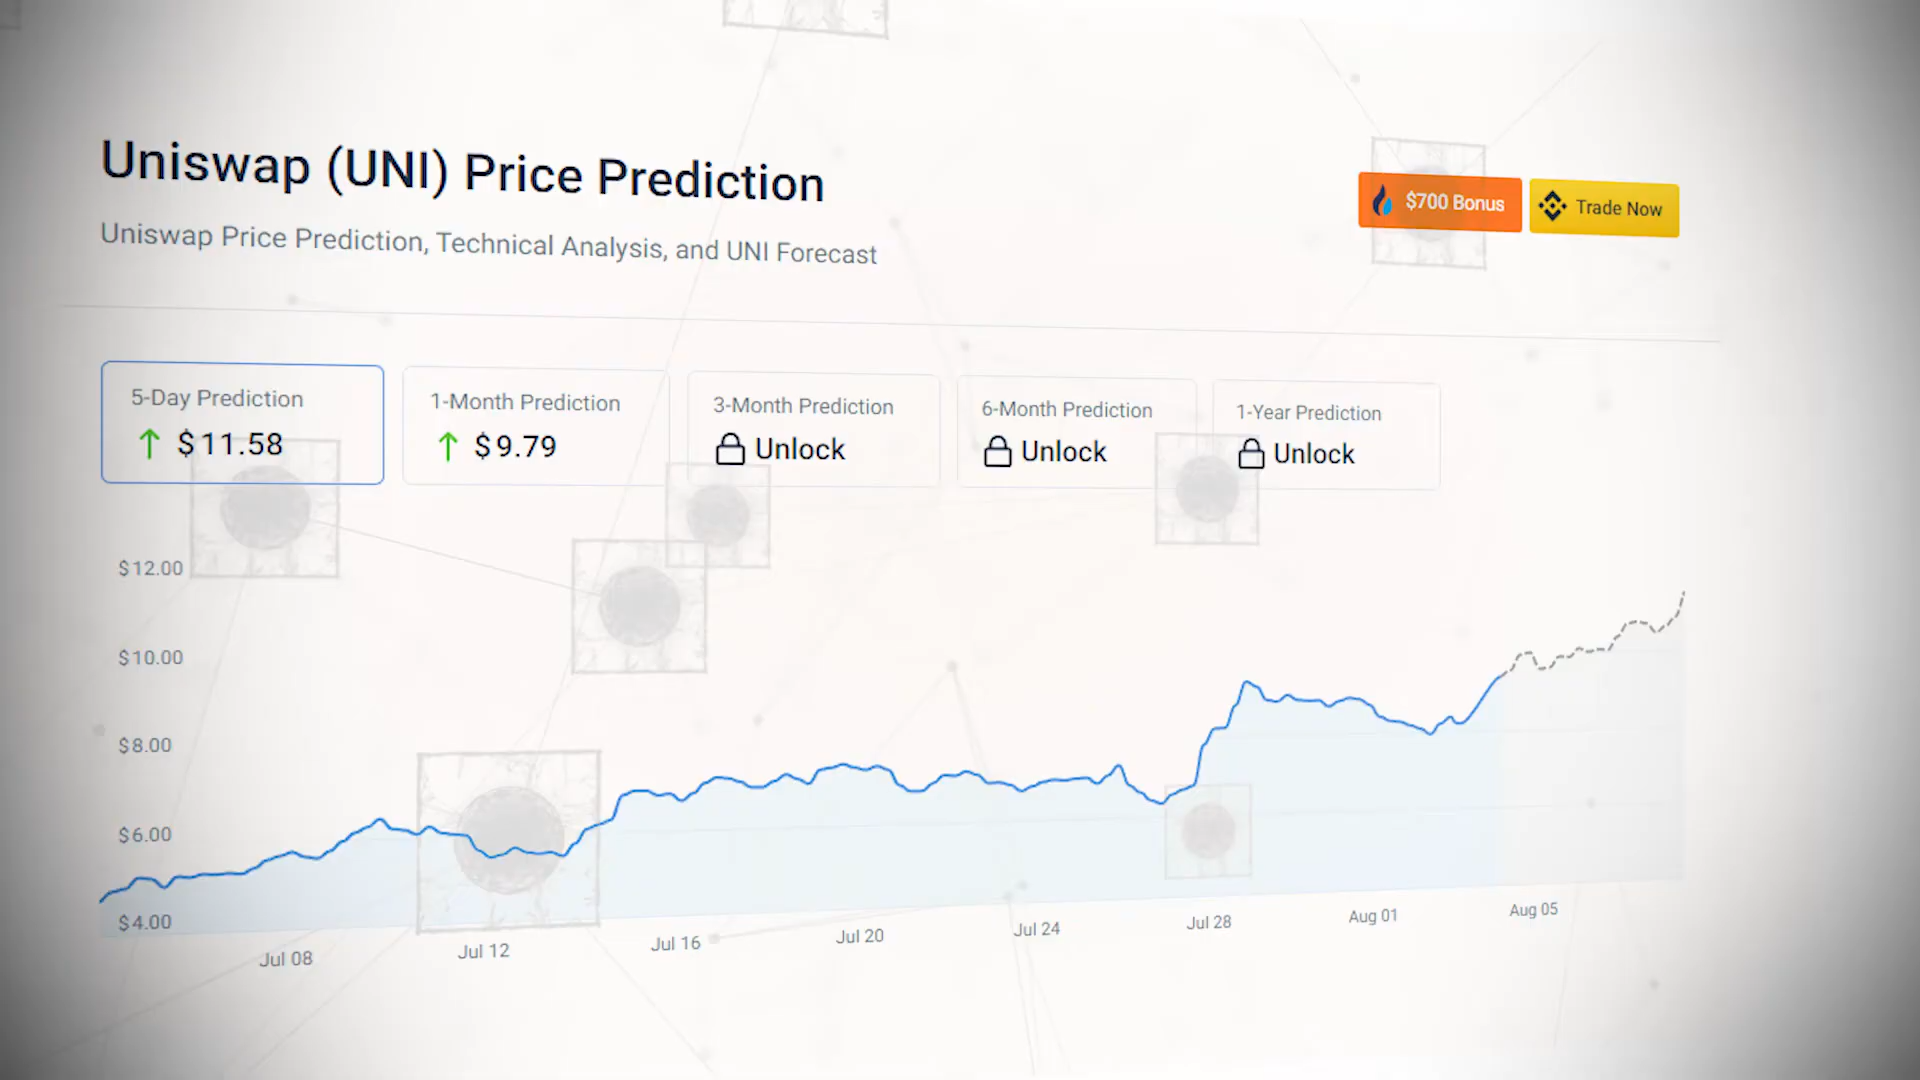 Uniswap (UNI) Price Prediction
Uniswap Price Prediction, Technical Analysis, and UNI Forecast
$700 Bonus
Trade Now
5-Day Prediction
$11.58
1-Month Prediction
$9.79
3-Month Prediction
Unlock
6-Month Prediction
Unlock
1-Year Prediction
Unlock
$12.00
$10.00
$8.00
$6.00
$4.00
Jul 08
Jul 12
Jul 16
Jul 20
Jul 24
Jul 28
Aug 01
Aug 05